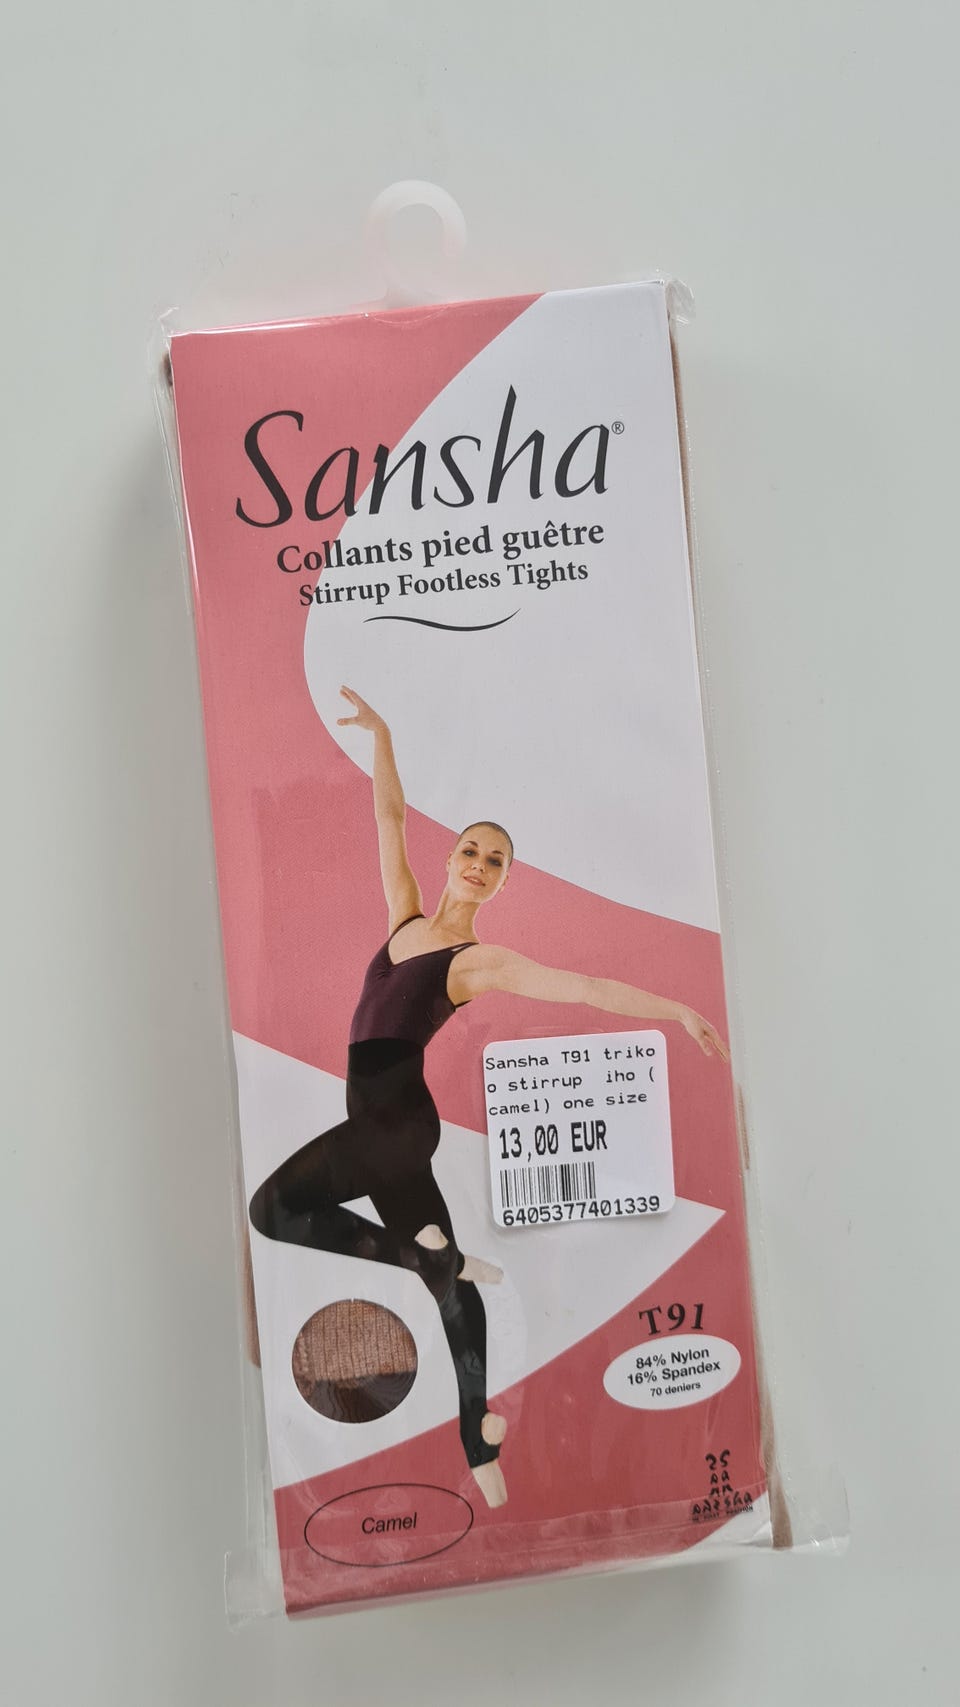 Sansha®
Collants pied guêtre
Stirrup Footless Tights
Sansha T91 triko
o stirrup iho (
camel) one size
13,00 EUR
6405377401339
T91
84% Nylon
16% Spandex
70 deniers
Camel